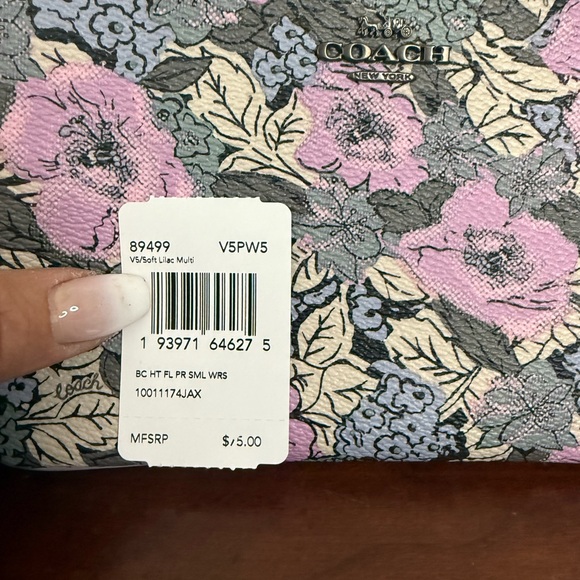 COACH
NEW YORK
89499 V5PW5
V5/Soft Lilac Multi
1 93971 64627 5
BC HT FL PR SML WRS
10011174JAX
MFSRP $75.00
Coach